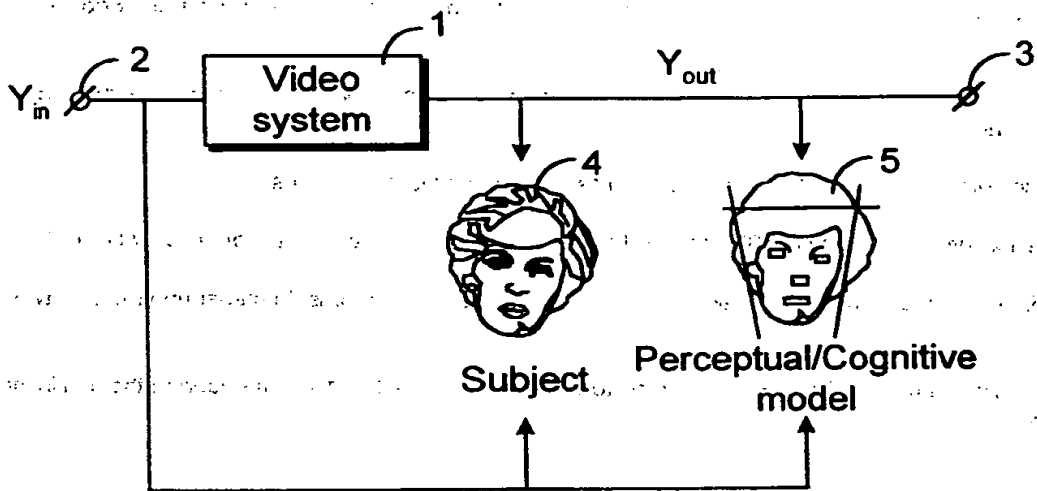 1
2
3
Y_in
Video
system
Y_out
4
5
Subject
Perceptual/Cognitive
model